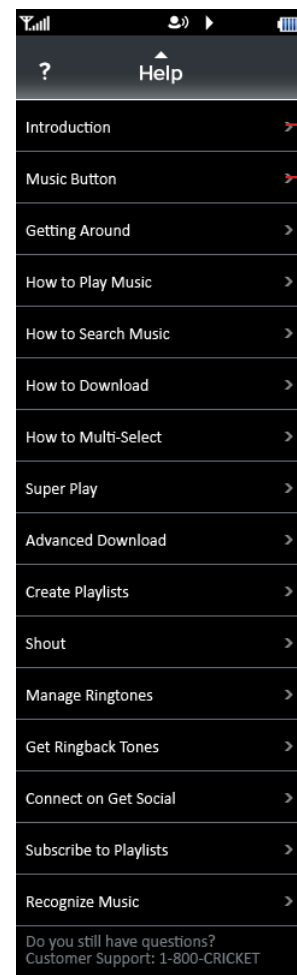 ?
Help
Introduction
Music Button
Getting Around
How to Play Music
How to Search Music
How to Download
How to Multi-Select
Super Play
Advanced Download
Create Playlists
Shout
Manage Ringtones
Get Ringback Tones
Connect on Get Social
Subscribe to Playlists
Recognize Music
Do you still have questions?
Customer Support: 1-800-CRICKET